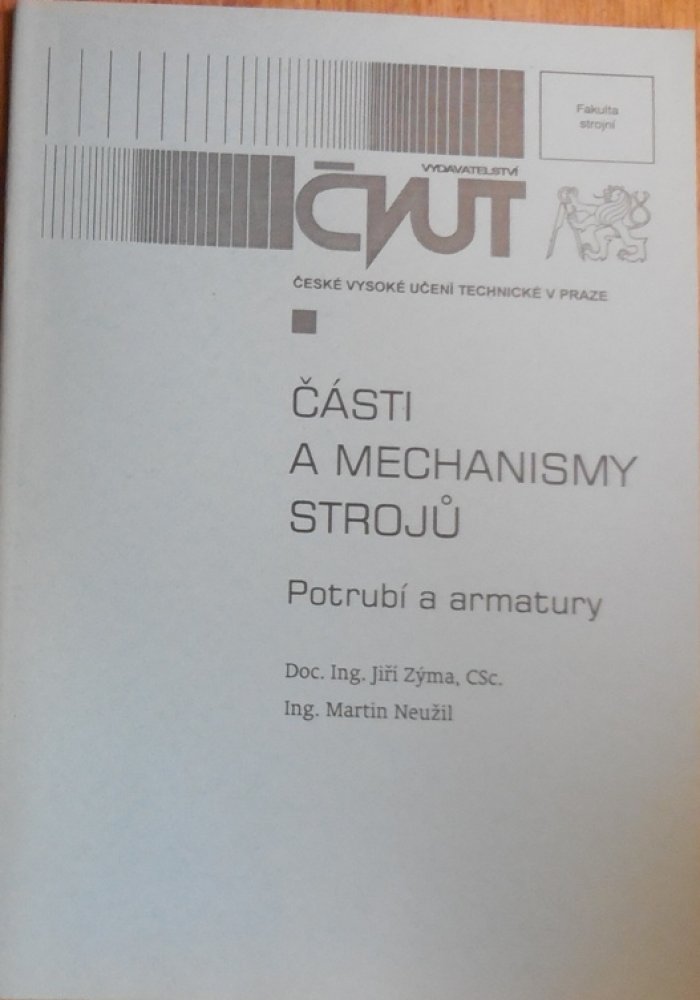 Fakulta
strojní
VYDAVATELSTVÍ
ČVUT
ČESKÉ VYSOKÉ UČENÍ TECHNICKÉ V PRAZE
ČÁSTI
A MECHANISMY
STROJŮ
Potrubí a armatury
Doc. Ing. Jiří Zýma, CSc.
Ing. Martin Neužil